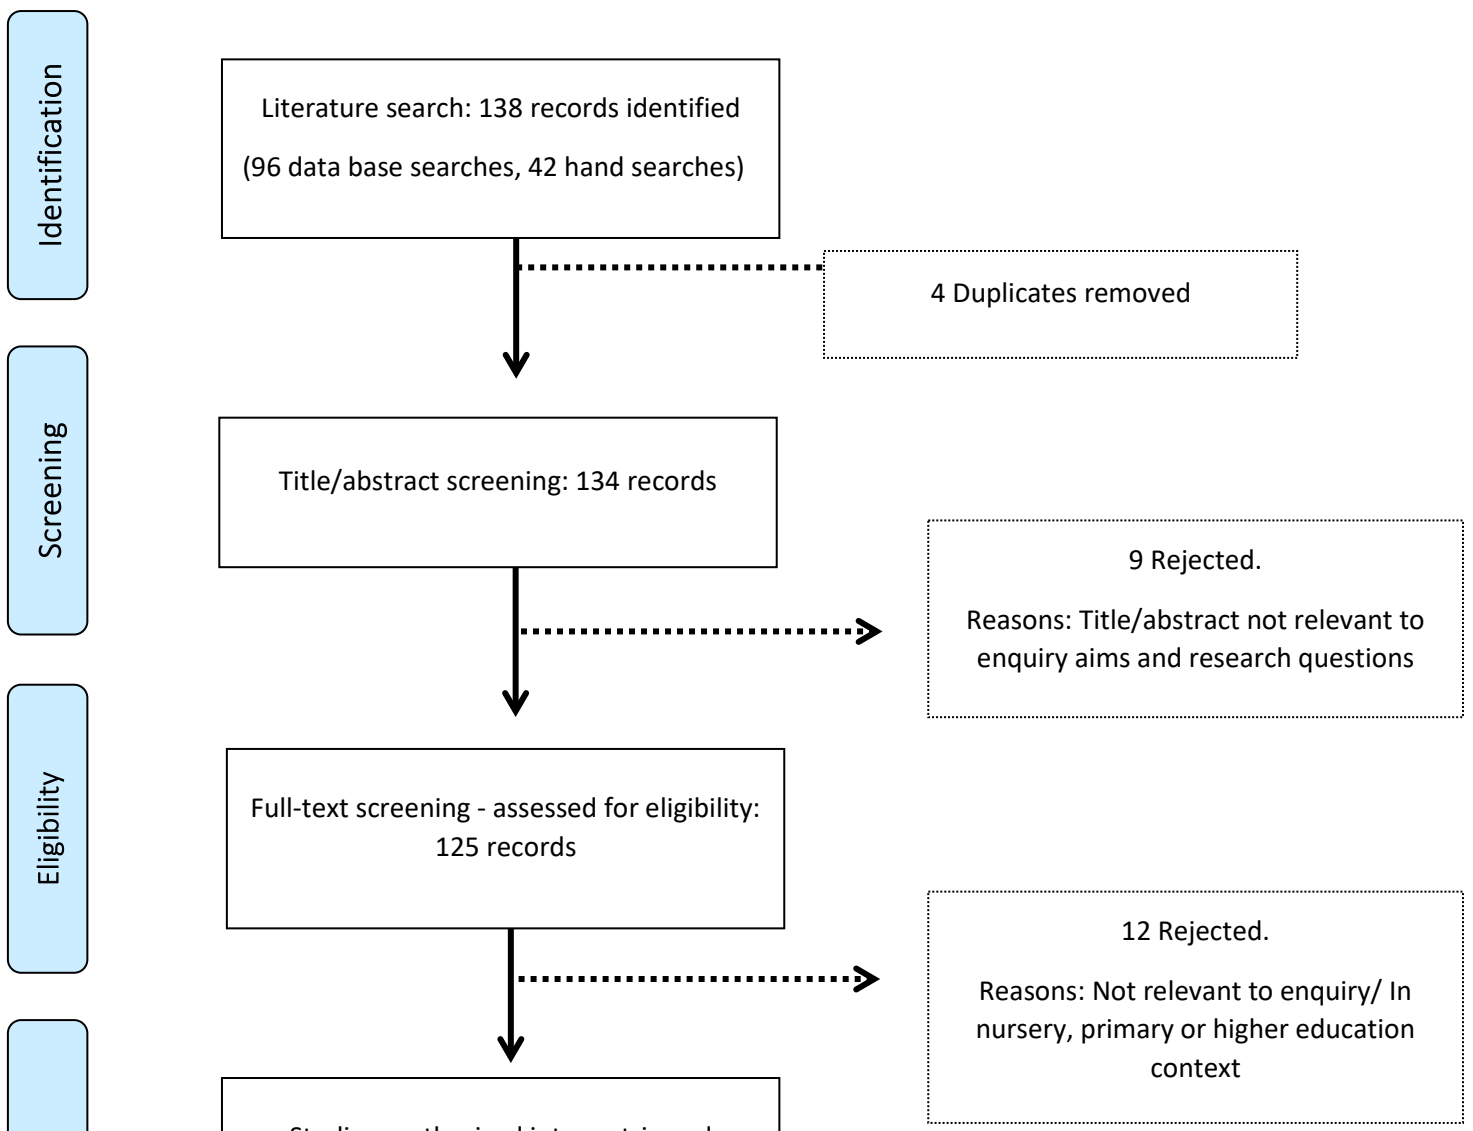 Identification
Literature search: 138 records identified
(96 data base searches, 42 hand searches)
4 Duplicates removed
Screening
Title/abstract screening: 134 records
9 Rejected.
Reasons: Title/abstract not relevant to
enquiry aims and research questions
Eligibility
Full-text screening - assessed for eligibility:
125 records
12 Rejected.
Reasons: Not relevant to enquiry/ In
nursery, primary or higher education
context